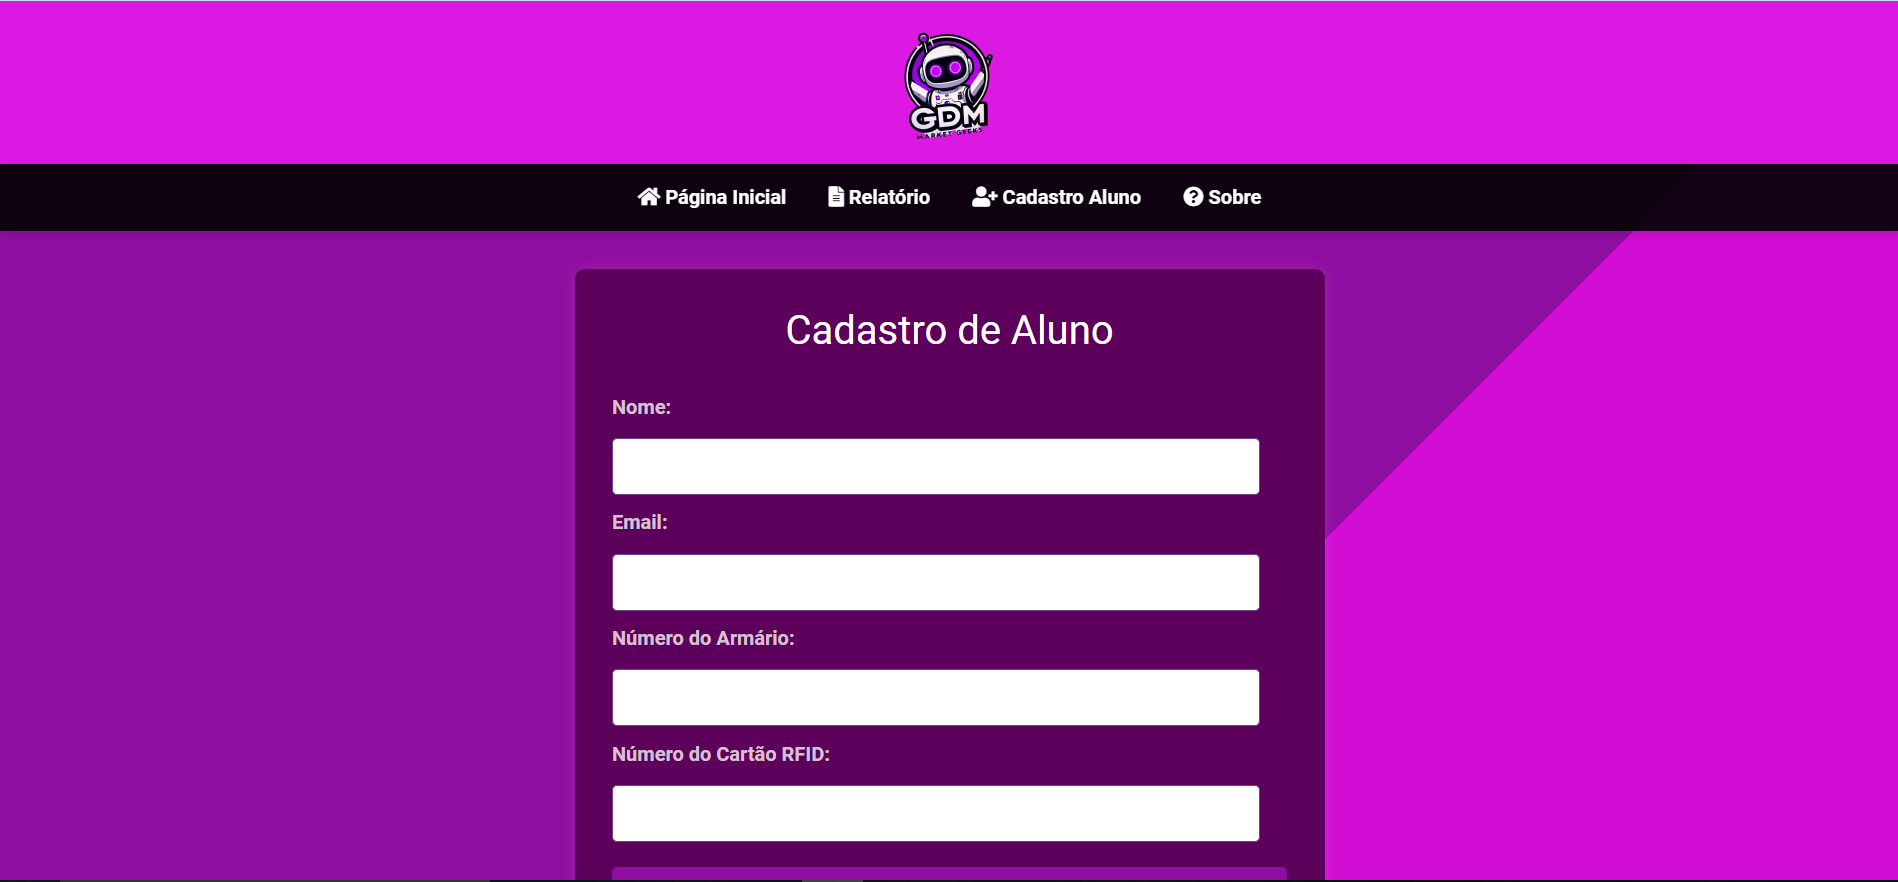 GDM
MARKET GEEKS
Página Inicial Relatório Cadastro Aluno Sobre
Cadastro de Aluno
Nome:
Email:
Número do Armário:
Número do Cartão RFID: